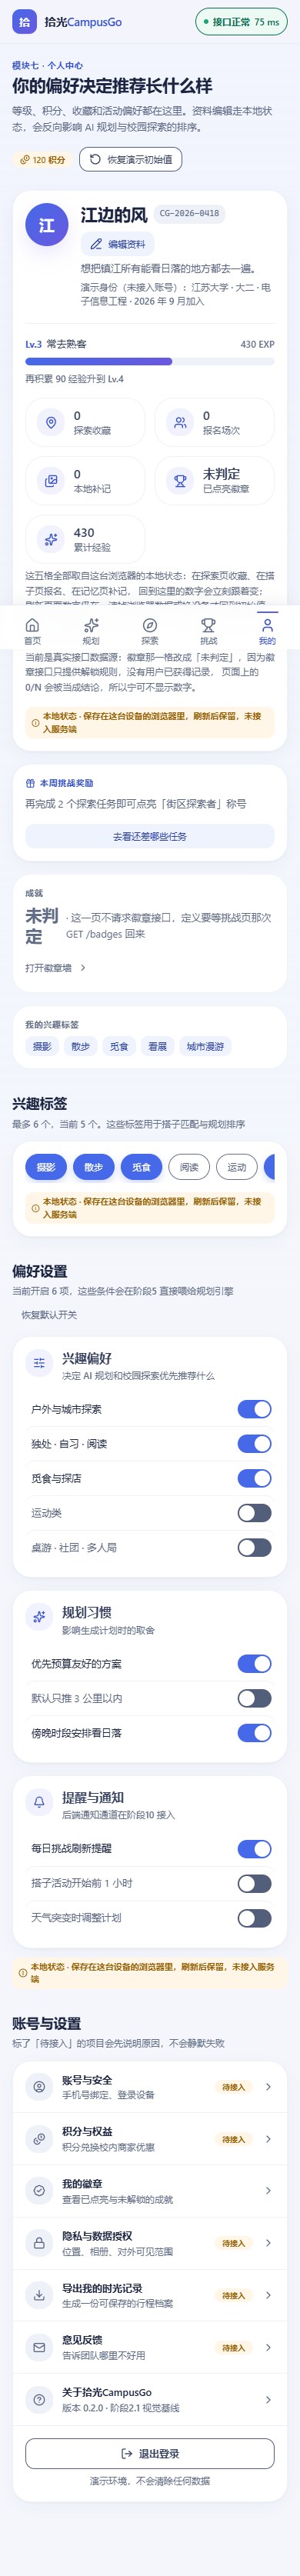 拾
拾光CampusGo
接口正常 75 ms
模块七 · 个人中心
你的偏好决定推荐长什么样
等级、积分、收藏和活动偏好都在这里。资料编辑走本地状
态，会反向影响 AI 规划与校园探索的排序。
120 积分
恢复演示初始值
江
江边的风
CG-2026-0418
编辑资料
想把镇江所有能看日落的地方都去一遍。
演示身份（未接入账号）：江苏大学 · 大二 · 电
子信息工程 · 2026 年 9 月加入
Lv.3 常去熟客
430 EXP
再积累 90 经验升到 Lv.4
0
探索收藏
0
报名场次
0
本地补记
未判定
已点亮徽章
430
累计经验
这五格全部取自这台浏览器的本地状态：在探索页收藏、在搭
子页报名、在记忆页补记，回到这里的数字会立刻跟着变；
首页
规划
探索
挑战
我的
当前是真实接口数据源：徽章那一格改成「未判定」，因为徽
章接口只提供解锁规则，没有用户已获得记录，页面上的
0/N 会被当成结论，所以宁可不显示数字。
本地状态 · 保存在这台设备的浏览器里，刷新后保留，未接
入服务端
本周挑战奖励
再完成 2 个探索任务即可点亮「街区探索者」称号
去看还差哪些任务
成就
未判
定
· 这一页不请求徽章接口，定义要等挑战页那次
GET /badges 回来
打开徽章墙
我的兴趣标签
摄影
散步
觅食
看展
城市漫游
兴趣标签
最多 6 个，当前 5 个。这些标签用于搭子匹配与规划排序
摄影
散步
觅食
阅读
运动
本地状态 · 保存在这台设备的浏览器里，刷新后保留，未接
入服务端
偏好设置
当前开启 6 项，这些条件会在阶段5 直接喂给规划引擎
恢复默认开关
兴趣偏好
决定 AI 规划和校园探索优先推荐什么
户外与城市探索
独处 · 自习 · 阅读
觅食与探店
运动类
桌游 · 社团 · 多人局
规划习惯
影响生成计划时的取舍
优先预算友好的方案
默认只推 3 公里以内
傍晚时段安排看日落
提醒与通知
后端通知通道在阶段10 接入
每日挑战刷新提醒
搭子活动开始前 1 小时
天气突变时调整计划
本地状态 · 保存在这台设备的浏览器里，刷新后保留，未接入服务
端
账号与设置
标了「待接入」的项目会先说明原因，不会静默失败
账号与安全
手机号绑定、登录设备
待接入
积分与权益
积分兑换校内商家优惠
待接入
我的徽章
查看已点亮与未解锁的成就
隐私与数据授权
位置、相册、对外可见范围
待接入
导出我的时光记录
生成一份可保存的行程档案
待接入
意见反馈
告诉团队哪里不好用
待接入
关于拾光CampusGo
版本 0.2.0 · 阶段2.1 视觉基线
退出登录
演示环境，不会清除任何数据